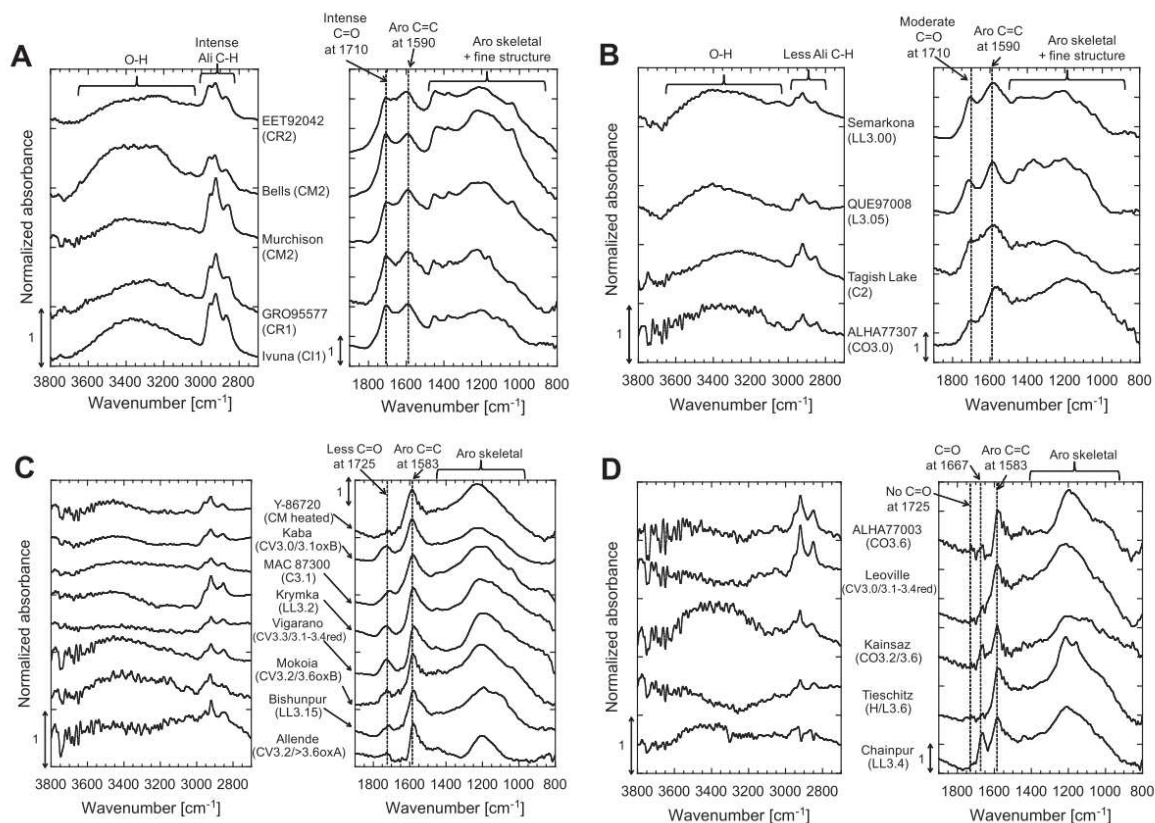 A
Intense
Ali C-H
O-H
Intense
C=O
at 1710
Aro C=C
at 1590
Aro skeletal
+ fine structure
Normalized absorbance
EET92042
(CR2)
Bells (CM2)
Murchison
(CM2)
GRO95577
(CR1)
Ivuna (CI1)
1
1
3800 3600 3400 3200 3000 2800
1800 1600 1400 1200 1000 800
Wavenumber [cm-1]
Wavenumber [cm-1]
B
O-H
Less Ali C-H
Moderate
C=O
at 1710
Aro C=C
at 1590
Aro skeletal
+ fine structure
Normalized absorbance
Semarkona
(LL3.00)
QUE97008
(L3.05)
Tagish Lake
(C2)
ALHA77307
(CO3.0)
1
1
3800 3600 3400 3200 3000 2800
1800 1600 1400 1200 1000 800
Wavenumber [cm-1]
Wavenumber [cm-1]
C
Less C=O
at 1725
Aro C=C
at 1583
Aro skeletal
Normalized absorbance
1
Y-86720
(CM heated)
Kaba
(CV3.0/3.1oxB)
MAC 87300
(C3.1)
Krymka
(LL3.2)
Vigarano
(CV3.3/3.1-3.4red)
Mokoia
(CV3.2/3.6oxB)
Bishunpur
(LL3.15)
Allende
(CV3.2/>3.6oxA)
1
3800 3600 3400 3200 3000 2800
1800 1600 1400 1200 1000 800
Wavenumber [cm-1]
Wavenumber [cm-1]
D
C=O
at 1667
Aro C=C
at 1583
Aro skeletal
No C=O
at 1725
Normalized absorbance
ALHA77003
(CO3.6)
Leoville
(CV3.0/3.1-3.4red)
Kainsaz
(CO3.2/3.6)
Tieschitz
(H/L3.6)
Chainpur
(LL3.4)
1
1
3800 3600 3400 3200 3000 2800
1800 1600 1400 1200 1000 800
Wavenumber [cm-1]
Wavenumber [cm-1]